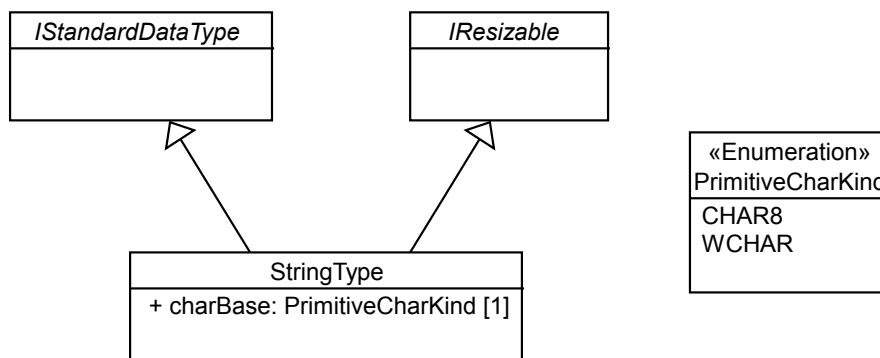 IStandardDataType
IResizable
«Enumeration»
PrimitiveCharKind
CHAR8
WCHAR
StringType
+ charBase: PrimitiveCharKind [1]